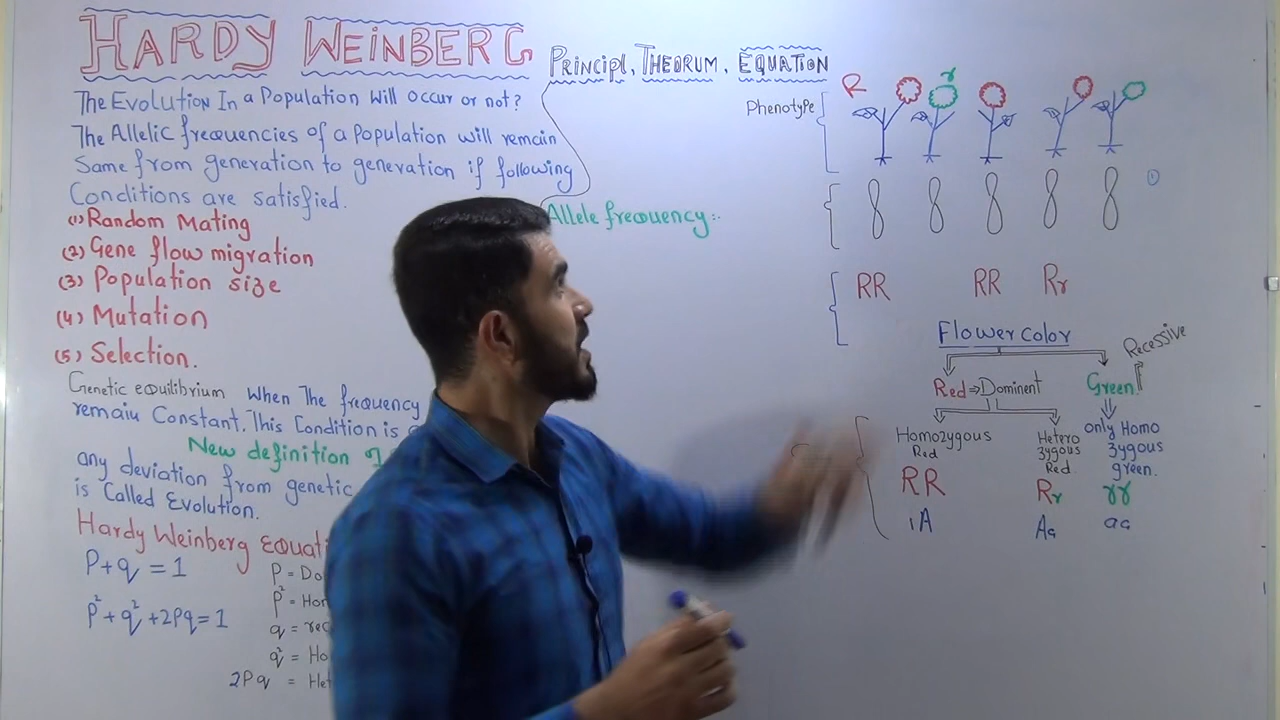 HARDY WEINBERG
PRINCIPL, THEORUM, EQUATION
The Evolution In a Population Will occur or not?
The Allelic frequencies of a Population will remain
Same from generation to generation if following
Conditions are satisfied.
(1) Random Mating
(2) Gene flow migration
(3) Population size
(4) Mutation
(5) Selection.
Genetic equilibrium When The frequency
remain Constant. This Condition is
New definition of
any deviation from genetic
is Called Evolution.
Hardy Weinberg Equati
P+q = 1
P²+q²+2Pq=1
P = Do
P² = Hom
q = rec
q² = Ho
2Pq = Het
Allele frequency:-
R r
Phenotype
①
RR RR Rr
Flower color
Recessive
Red ⇒ Dominent Green
Homozygous Red
Hetero zygous Red
only Homo zygous green.
RR Rr rr
Aa aa